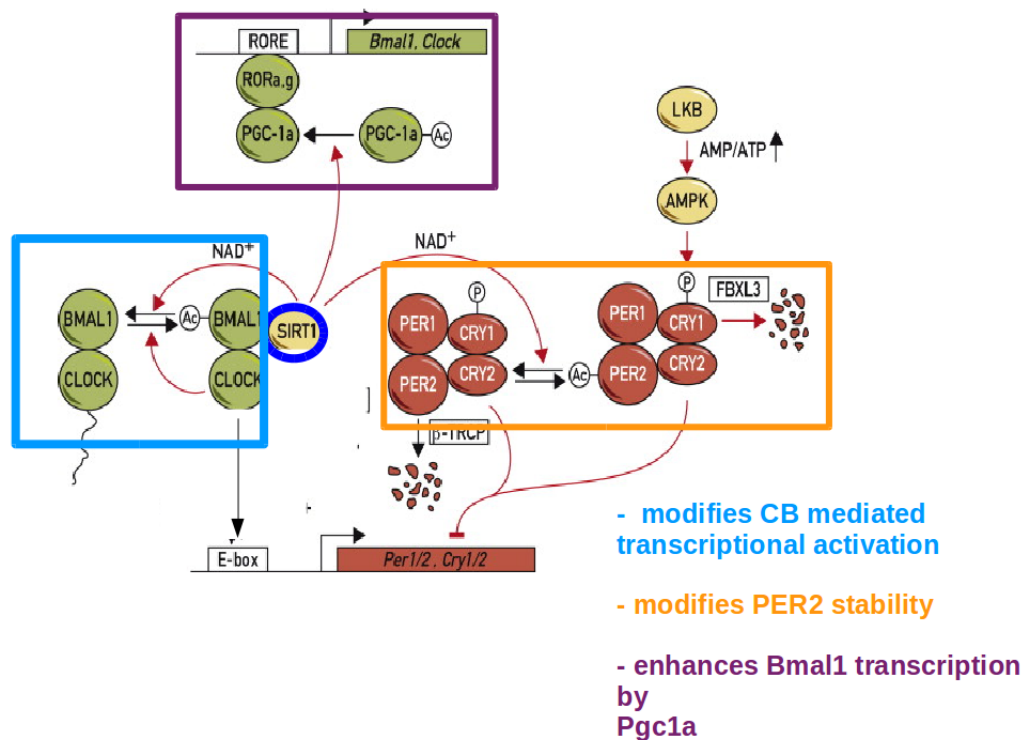 RORE
Bmal1, Clock
RORa,g
PGC-1a
PGC-1a
Ac
LKB
AMP/ATP
AMPK
NAD+
NAD+
P
FBXL3
BMAL1
Ac
BMAL1
SIRT1
PER1
CRY1
P
PER1
CRY1
CLOCK
CLOCK
PER2
CRY2
Ac
PER2
CRY2
β-TRCP
E-box
Per1/2, Cry1/2
- modifies CB mediated
transcriptional activation
- modifies PER2 stability
- enhances Bmal1 transcription
by
Pgc1a